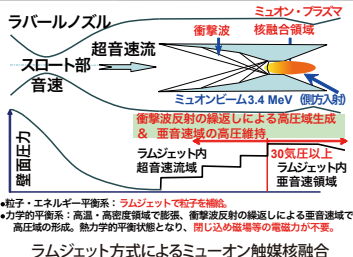 ミュオン・プラズマ
ラバールノズル
衝撃波
核融合領域
超音速流
スロート部
音速
ミュオンビーム3.4 MeV（側方入射）
衝撃波反射の繰返しによる高圧域生成
＆ 亜音速域の高圧維持
壁面圧力
ラムジェット内
超音速流域
30気圧以上
ラムジェット内
亜音速領域
●粒子・エネルギー平衡系：ラムジェットで粒子を補給。
●力学的平衡系：高温・高密度領域で膨張、衝撃波反射の繰返しによる亜音速域で
高圧域の形成。熱力学的平衡状態となり、閉じ込め磁場等の電磁力が不要。
ラムジェット方式によるミューオン触媒核融合